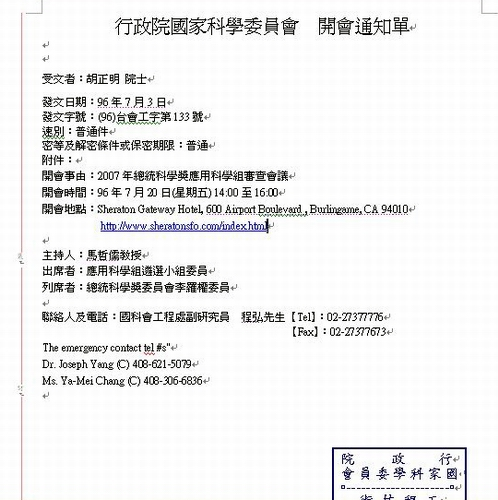 行政院國家科學委員會　開會通知單
受文者：胡正明 院士
發文日期：96 年 7 月 3 日
發文字號：(96)台會工字第 133 號
速別：普通件
密等及解密條件或保密期限：普通
附件：
開會事由：2007 年總統科學獎應用科學組審查會議
開會時間：96 年 7 月 20 日(星期五) 14:00 至 16:00
開會地點：Sheraton Gateway Hotel, 600 Airport Boulevard , Burlingame, CA 94010
http://www.sheratonsfo.com/index.html
主持人：馬哲儒教授
出席者：應用科學組遴選小組委員
列席者：總統科學獎委員會李羅權委員
聯絡人及電話：國科會工程處副研究員　程弘先生【Tel】：02-27377776
【Fax】：02-27377673
The emergency contact tel #s"
Dr. Joseph Yang (C) 408-621-5079
Ms. Ya-Mei Chang (C) 408-306-6836
院 政 行
會員委學科家國